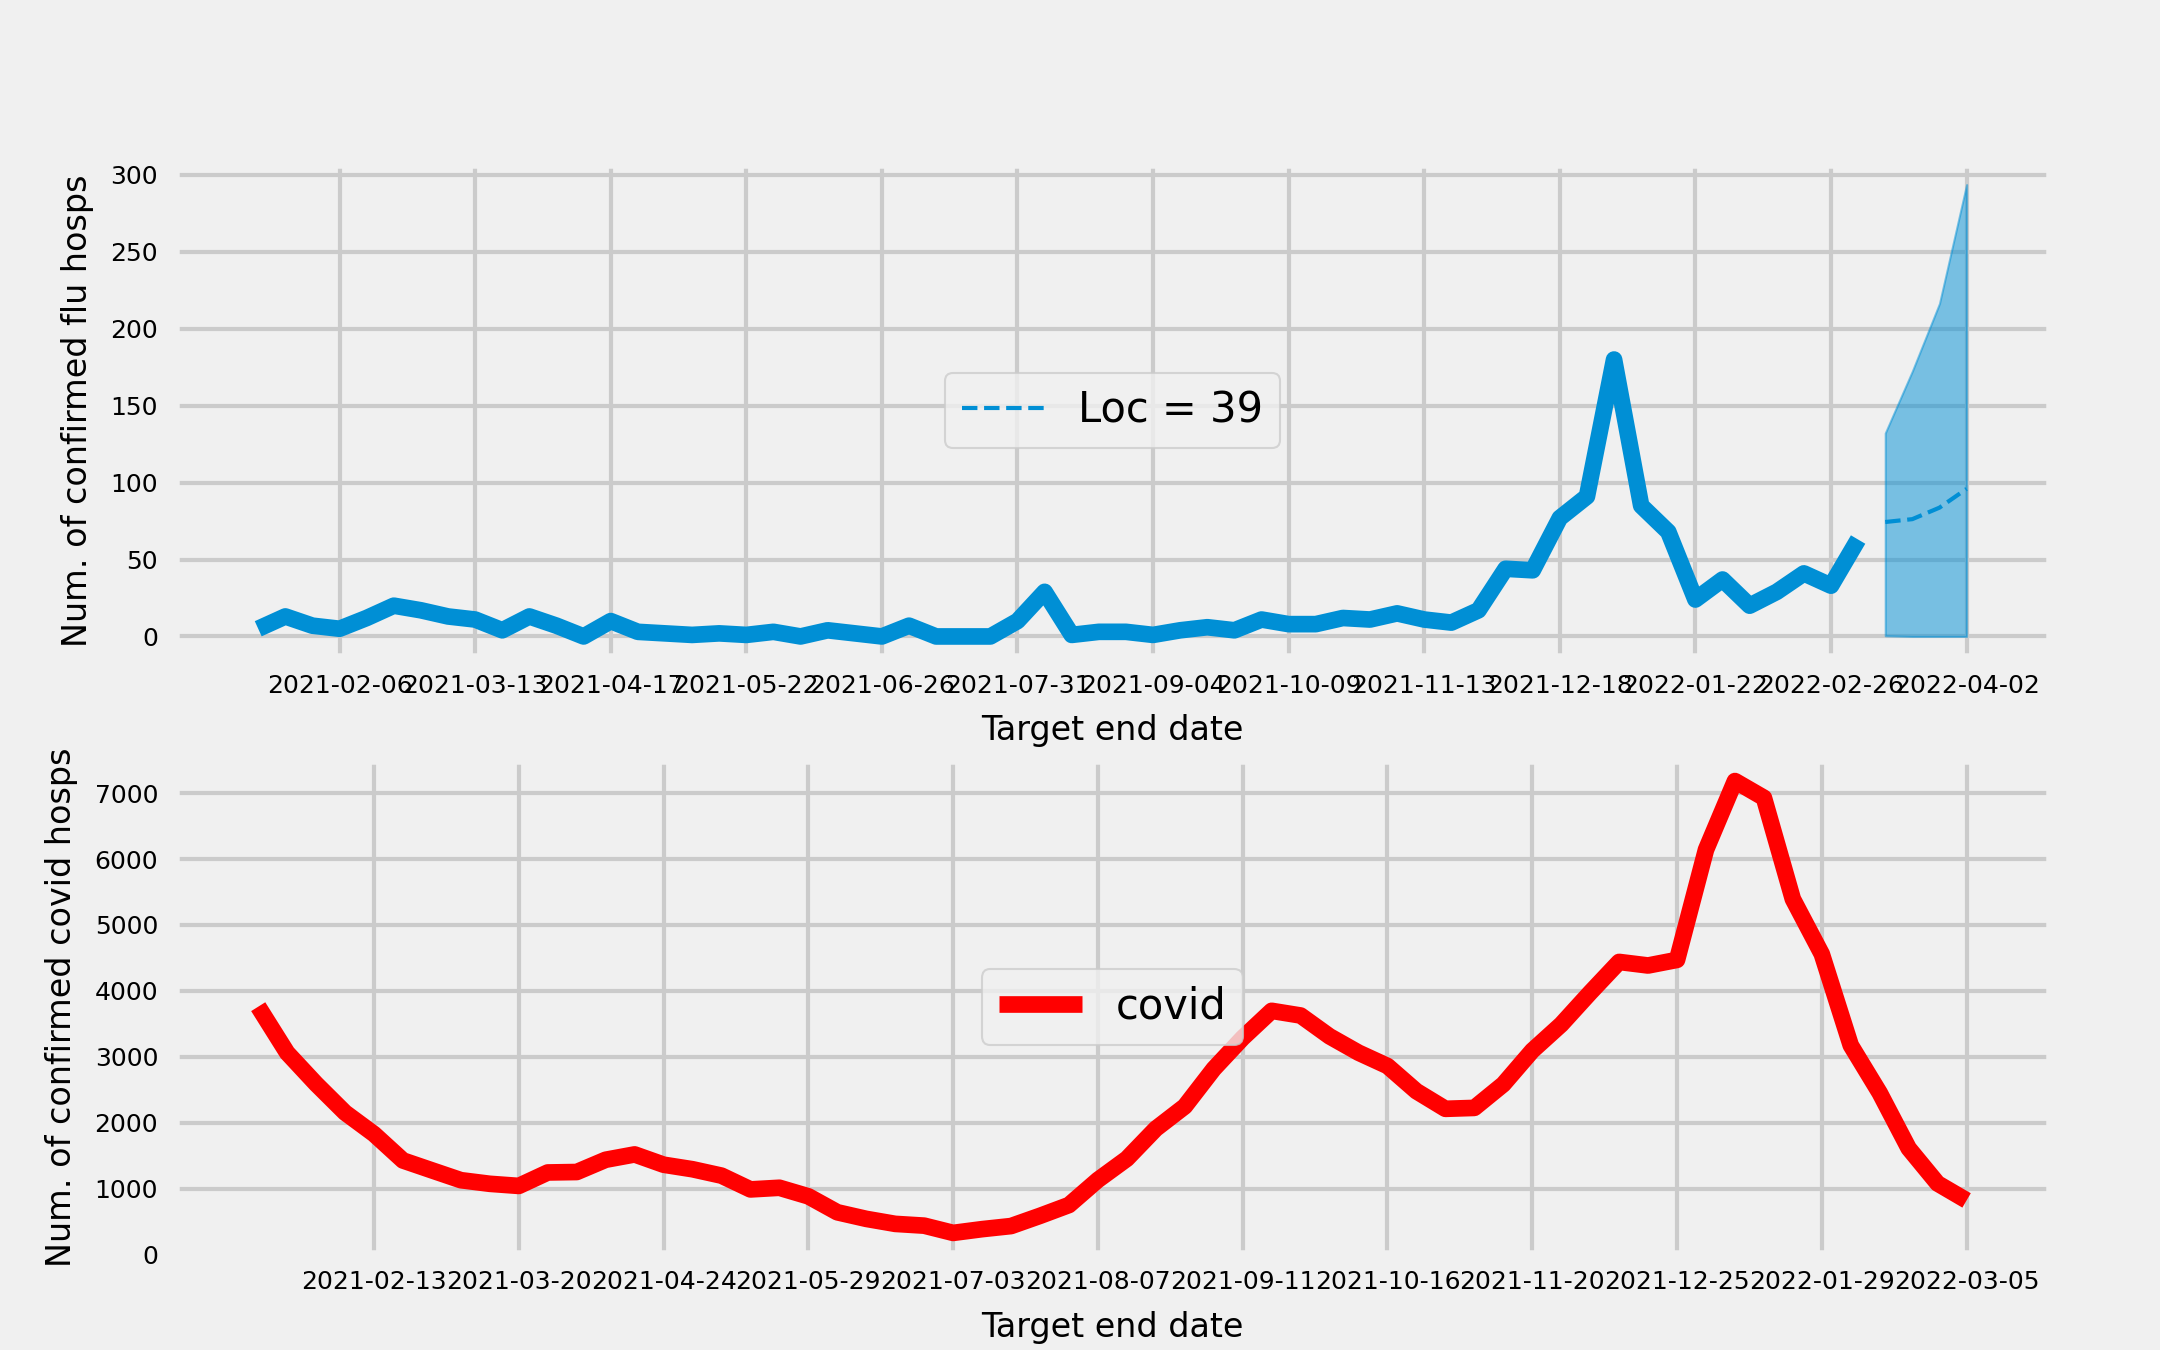 Num. of confirmed flu hosps
300
250
200
150
100
50
0
Loc = 39
2021-02-06 2021-03-13 2021-04-17 2021-05-22 2021-06-26 2021-07-31 2021-09-04 2021-10-09 2021-11-13 2021-12-18 2022-01-22 2022-02-26 2022-04-02
Target end date
Num. of confirmed covid hosps
7000
6000
5000
4000
3000
2000
1000
0
covid
2021-02-13 2021-03-20 2021-04-24 2021-05-29 2021-07-03 2021-08-07 2021-09-11 2021-10-16 2021-11-20 2021-12-25 2022-01-29 2022-03-05
Target end date